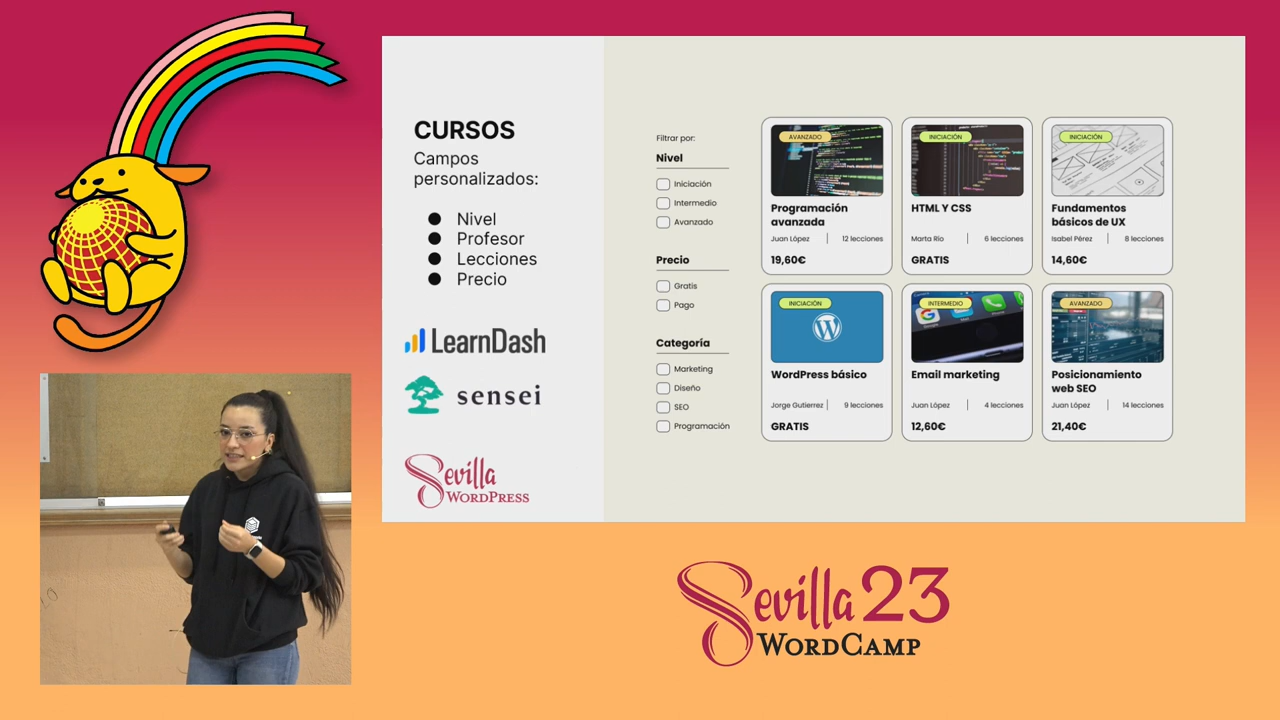 CURSOS
Campos
personalizados:
Nivel
Profesor
Lecciones
Precio
LearnDash
sensei
Sevilla
WORDPRESS
Filtrar por:
Nivel
Iniciación
Intermedio
Avanzado
Precio
Gratis
Pago
Categoría
Marketing
Diseño
SEO
Programación
AVANZADO
Programación
avanzada
Juan López | 12 lecciones
19,60€
INICIACIÓN
HTML Y CSS
Marta Río | 6 lecciones
GRATIS
INICIACIÓN
Fundamentos
básicos de UX
Isabel Pérez | 8 lecciones
14,60€
INICIACIÓN
WordPress básico
Jorge Gutierrez | 9 lecciones
GRATIS
INTERMEDIO
Google
Email marketing
Juan López | 4 lecciones
12,60€
AVANZADO
Posicionamiento
web SEO
Juan López | 14 lecciones
21,40€
Sevilla 23
WORDCAMP